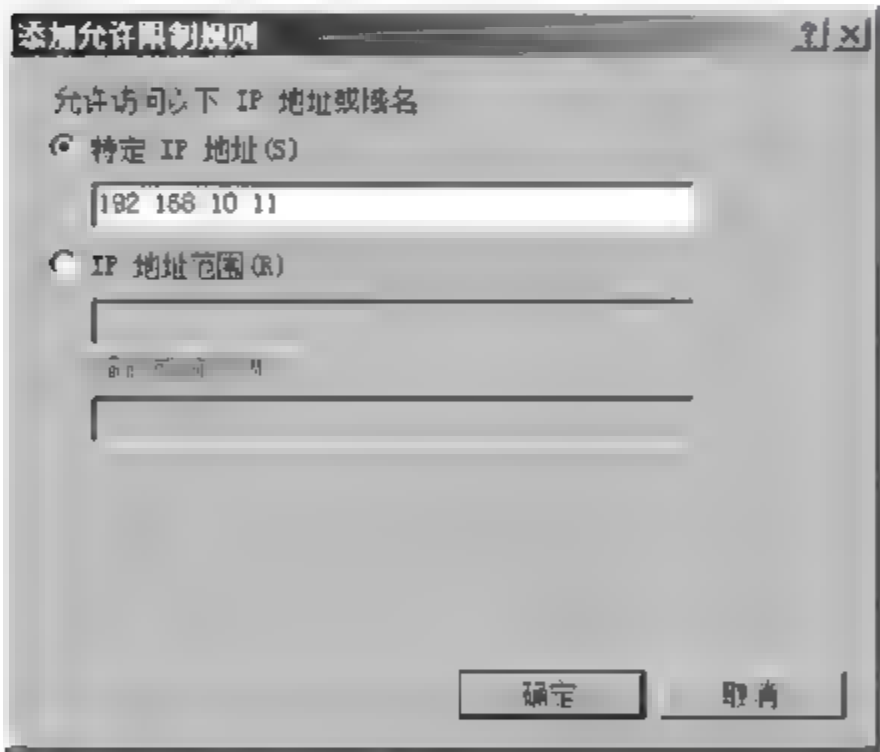 添加允许限制规则
允许访问以下 IP 地址或域名
特定 IP 地址(S)
192 168 10 11
IP 地址范围(R)
确定
取消